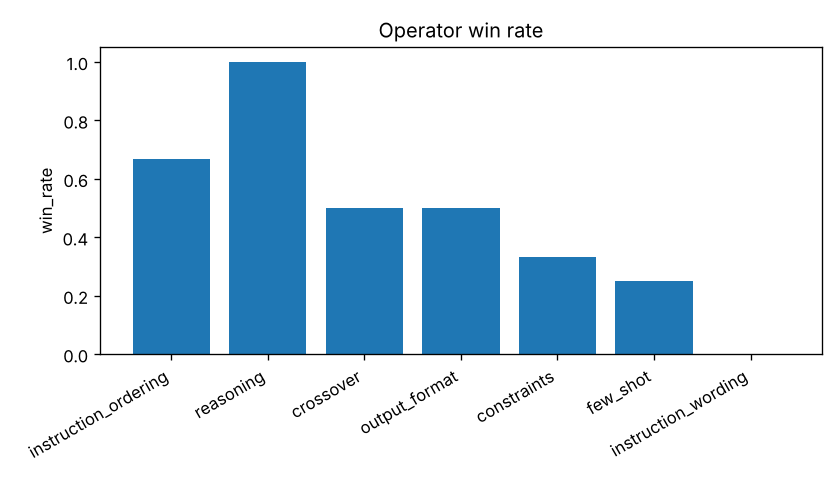 Operator win rate
win_rate
1.0
0.8
0.6
0.4
0.2
0.0
instruction_ordering
reasoning
crossover
output_format
constraints
few_shot
instruction_wording